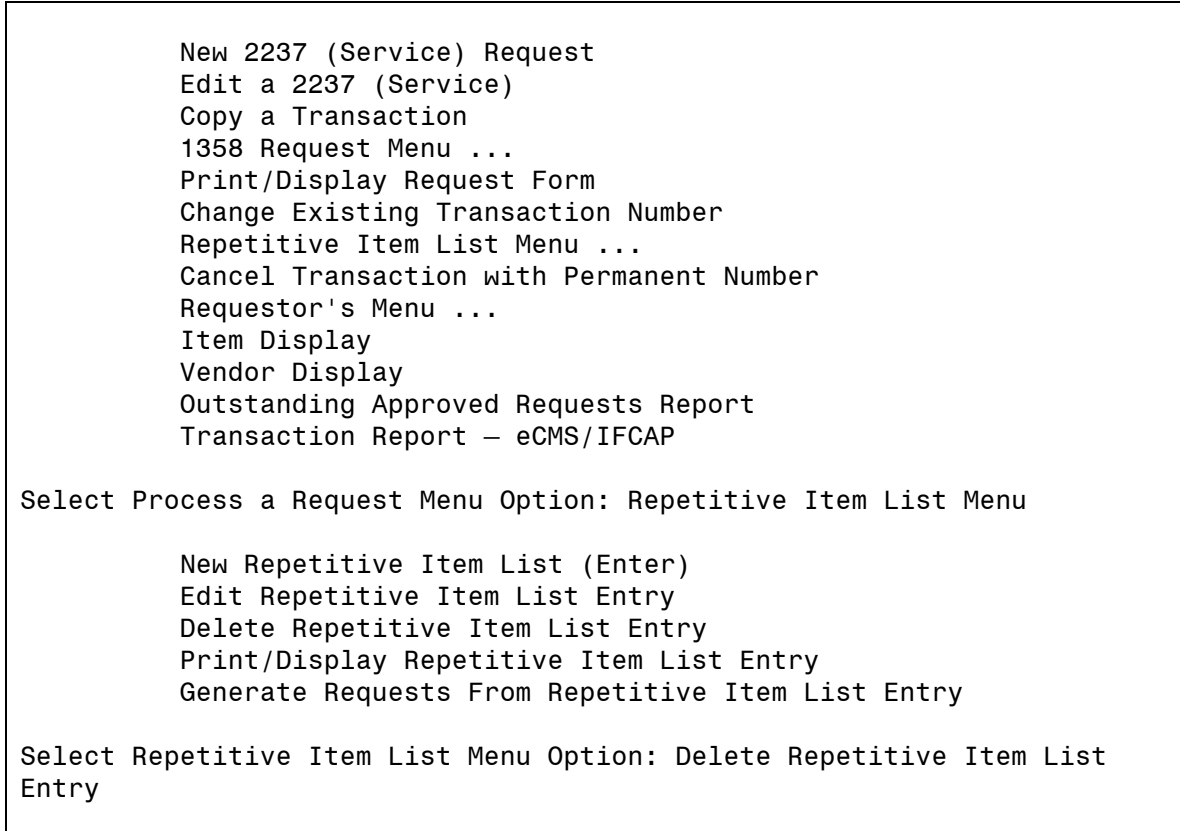 New 2237 (Service) Request
Edit a 2237 (Service)
Copy a Transaction
1358 Request Menu ...
Print/Display Request Form
Change Existing Transaction Number
Repetitive Item List Menu ...
Cancel Transaction with Permanent Number
Requestor's Menu ...
Item Display
Vendor Display
Outstanding Approved Requests Report
Transaction Report – eCMS/IFCAP
Select Process a Request Menu Option: Repetitive Item List Menu
New Repetitive Item List (Enter)
Edit Repetitive Item List Entry
Delete Repetitive Item List Entry
Print/Display Repetitive Item List Entry
Generate Requests From Repetitive Item List Entry
Select Repetitive Item List Menu Option: Delete Repetitive Item List
Entry